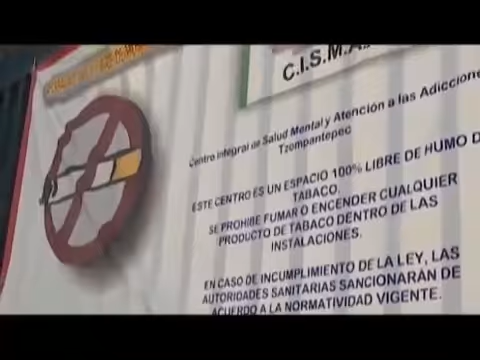 C.I.S.M.A.
Centro Integral de Salud Mental y Atención a las Adicciones
Tzompantepec
ESTE CENTRO ES UN ESPACIO 100% LIBRE DE HUMO D
TABACO.
SE PROHIBE FUMAR O ENCENDER CUALQUIER
PRODUCTO DE TABACO DENTRO DE LAS
INSTALACIONES.
EN CASO DE INCUMPLIMIENTO DE LA LEY, LAS
AUTORIDADES SANITARIAS SANCIONARÁN DE
ACUERDO A LA NORMATIVIDAD VIGENTE.